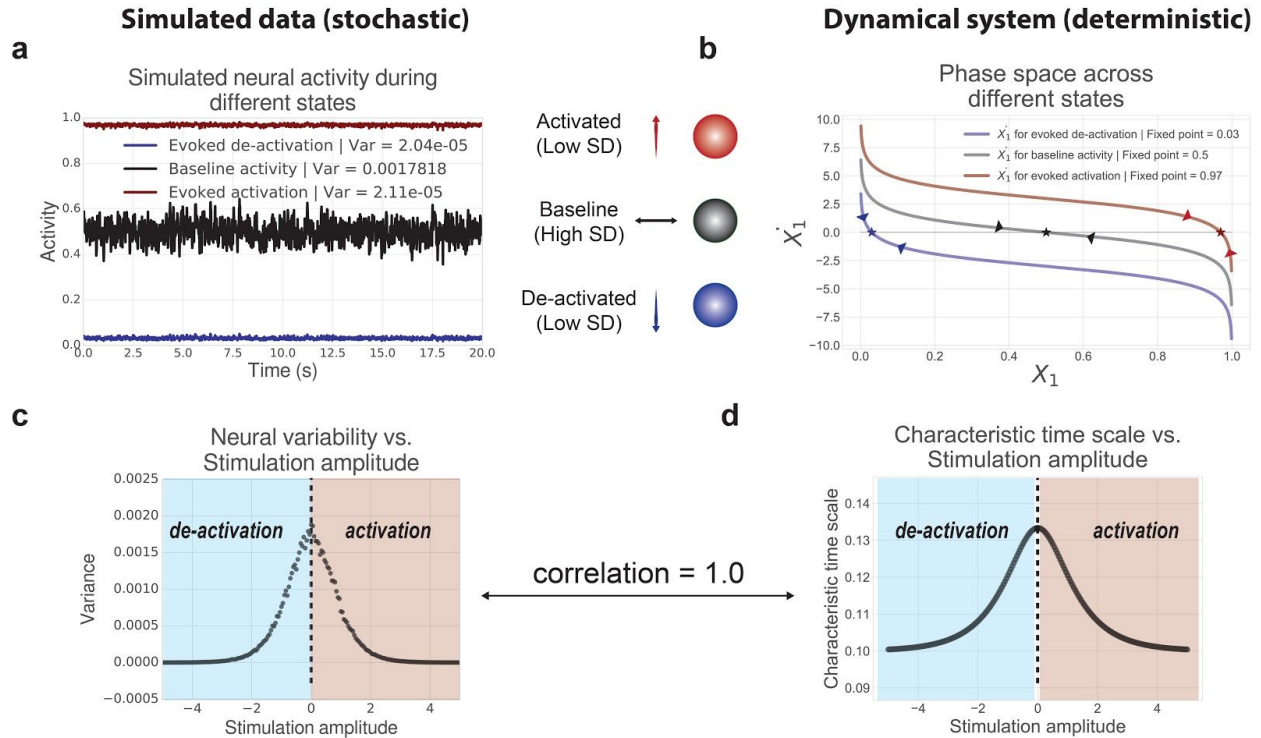 Simulated data (stochastic)
Dynamical system (deterministic)
a
Simulated neural activity during
different states
1.0
0.8
0.6
0.4
0.2
0.0
Activity
Evoked de-activation | Var = 2.04e-05
Baseline activity | Var = 0.0017818
Evoked activation | Var = 2.11e-05
0.0 2.5 5.0 7.5 10.0 12.5 15.0 17.5 20.0
Time (s)
Activated
(Low SD)
Baseline
(High SD)
De-activated
(Low SD)
b
Phase space across
different states
10.0
7.5
5.0
2.5
0.0
−2.5
−5.0
−7.5
−10.0
Ẋ₁
Ẋ₁ for evoked de-activation | Fixed point = 0.03
Ẋ₁ for baseline activity | Fixed point = 0.5
Ẋ₁ for evoked activation | Fixed point = 0.97
0.0 0.2 0.4 0.6 0.8 1.0
X₁
c
Neural variability vs.
Stimulation amplitude
0.0025
0.0020
0.0015
0.0010
0.0005
0.0000
−0.0005
Variance
de-activation activation
−4 −2 0 2 4
Stimulation amplitude
correlation = 1.0
d
Characteristic time scale vs.
Stimulation amplitude
0.14
0.13
0.12
0.11
0.10
0.09
Characteristic time scale
de-activation activation
−4 −2 0 2 4
Stimulation amplitude